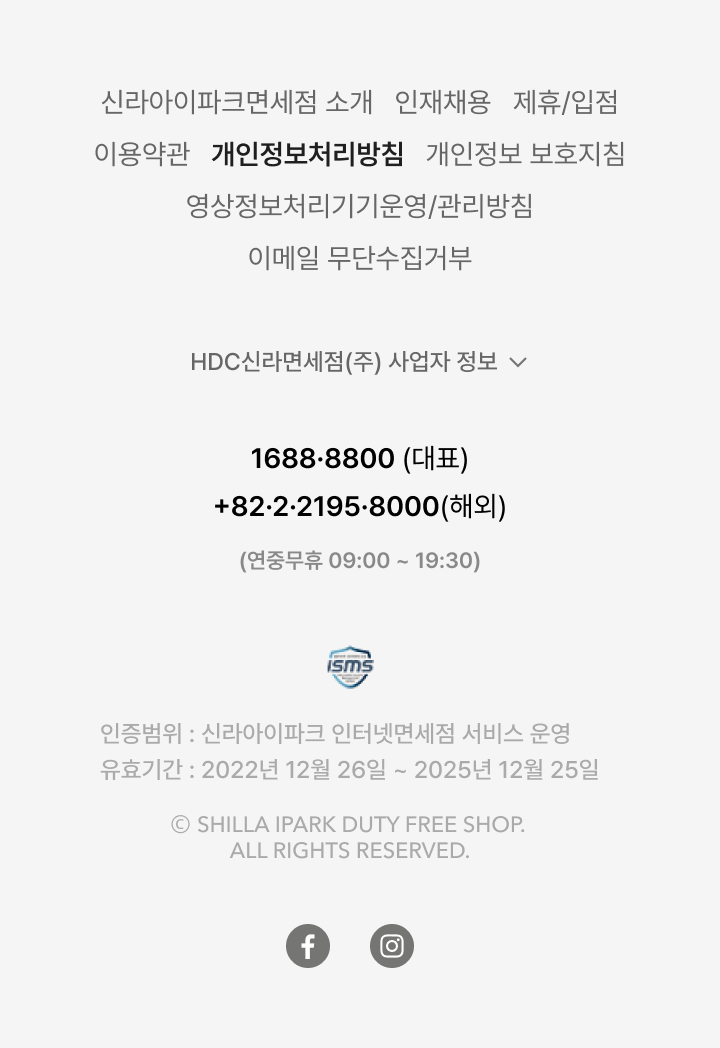 신라아이파크면세점 소개 인재채용 제휴/입점
이용약관 개인정보처리방침 개인정보 보호지침
영상정보처리기기운영/관리방침
이메일 무단수집거부
HDC신라면세점(주) 사업자 정보
1688·8800 (대표)
+82·2·2195·8000(해외)
(연중무휴 09:00 ~ 19:30)
isms
인증범위 : 신라아이파크 인터넷면세점 서비스 운영
유효기간 : 2022년 12월 26일 ~ 2025년 12월 25일
© SHILLA IPARK DUTY FREE SHOP.
ALL RIGHTS RESERVED.